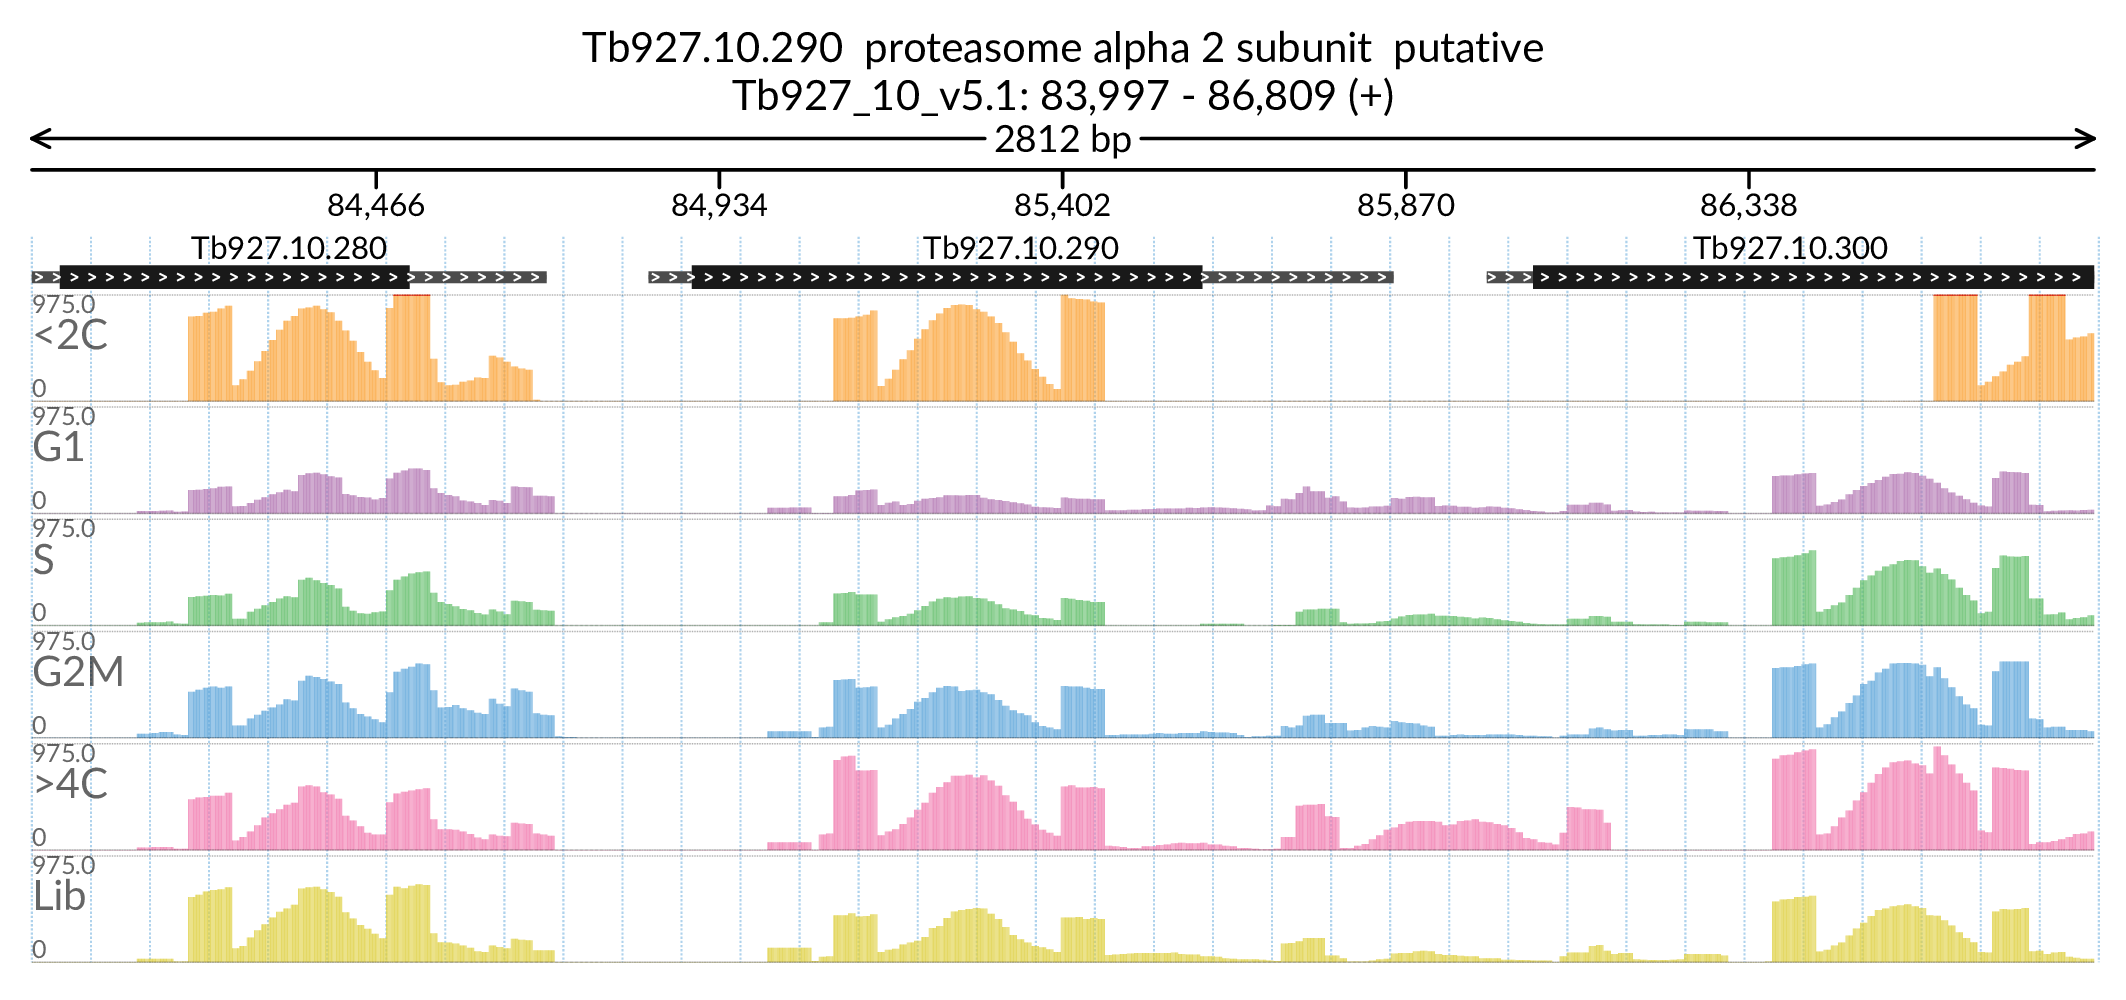 Tb927.10.290  proteasome alpha 2 subunit  putative
Tb927_10_v5.1: 83,997 - 86,809 (+)
2812 bp
84,466 84,934 85,402 85,870 86,338
Tb927.10.280 Tb927.10.290 Tb927.10.300
975.0
<2C
0
975.0
G1
0
975.0
S
0
975.0
G2M
0
975.0
>4C
0
975.0
Lib
0